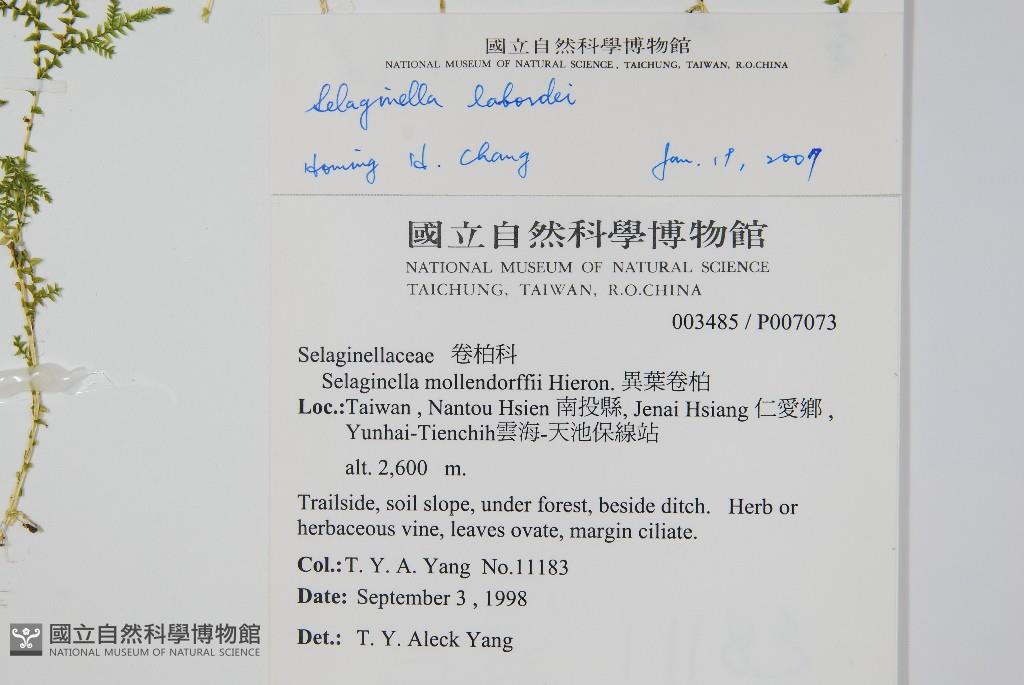 國立自然科學博物館
NATIONAL MUSEUM OF NATURAL SCIENCE, TAICHUNG, TAIWAN, R.O.CHINA
Selaginella labordei
Homing H. Chang Jan. 19, 2007
國立自然科學博物館
NATIONAL MUSEUM OF NATURAL SCIENCE
TAICHUNG, TAIWAN, R.O.CHINA
003485 / P007073
Selaginellaceae 卷柏科
Selaginella mollendorffii Hieron. 異葉卷柏
Loc.:Taiwan , Nantou Hsien 南投縣, Jenai Hsiang 仁愛鄉 ,
Yunhai-Tienchih雲海-天池保線站
alt. 2,600 m.
Trailside, soil slope, under forest, beside ditch. Herb or
herbaceous vine, leaves ovate, margin ciliate.
Col.:T. Y. A. Yang No.11183
Date: September 3 , 1998
Det.: T. Y. Aleck Yang
國立自然科學博物館
NATIONAL MUSEUM OF NATURAL SCIENCE